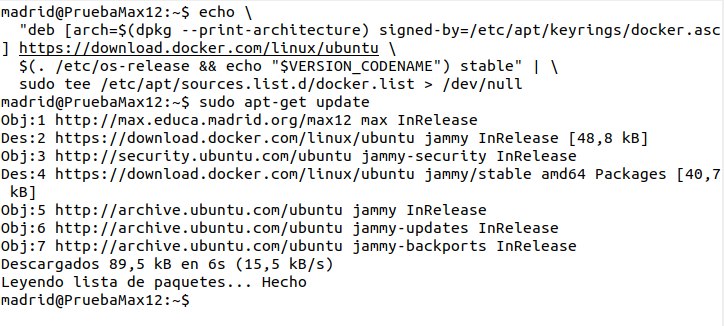 madrid@PruebaMax12:~$ echo \
  "deb [arch=$(dpkg --print-architecture) signed-by=/etc/apt/keyrings/docker.asc
] https://download.docker.com/linux/ubuntu \
  $(. /etc/os-release && echo "$VERSION_CODENAME") stable" | \
  sudo tee /etc/apt/sources.list.d/docker.list > /dev/null
madrid@PruebaMax12:~$ sudo apt-get update
Obj:1 http://max.educa.madrid.org/max12 max InRelease
Des:2 https://download.docker.com/linux/ubuntu jammy InRelease [48,8 kB]
Obj:3 http://security.ubuntu.com/ubuntu jammy-security InRelease
Des:4 https://download.docker.com/linux/ubuntu jammy/stable amd64 Packages [40,7
 kB]
Obj:5 http://archive.ubuntu.com/ubuntu jammy InRelease
Obj:6 http://archive.ubuntu.com/ubuntu jammy-updates InRelease
Obj:7 http://archive.ubuntu.com/ubuntu jammy-backports InRelease
Descargados 89,5 kB en 6s (15,5 kB/s)
Leyendo lista de paquetes... Hecho
madrid@PruebaMax12:~$